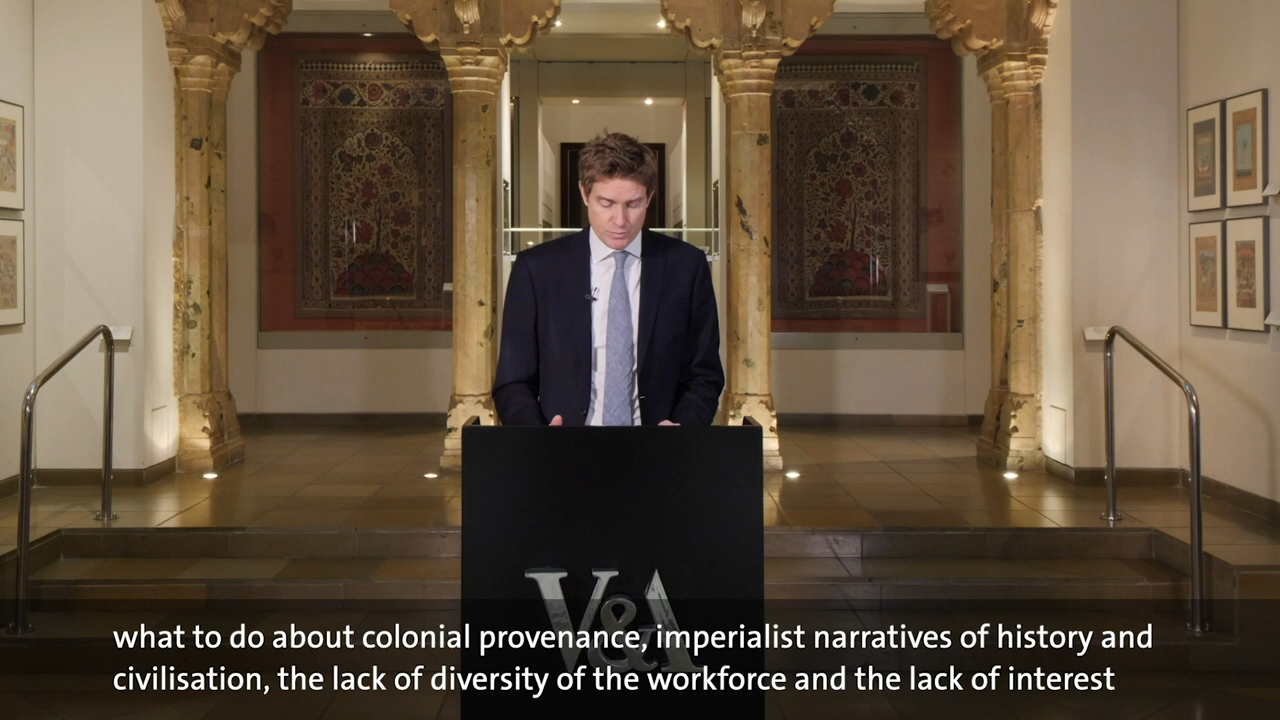 V&A
what to do about colonial provenance, imperialist narratives of history and
civilisation, the lack of diversity of the workforce and the lack of interest